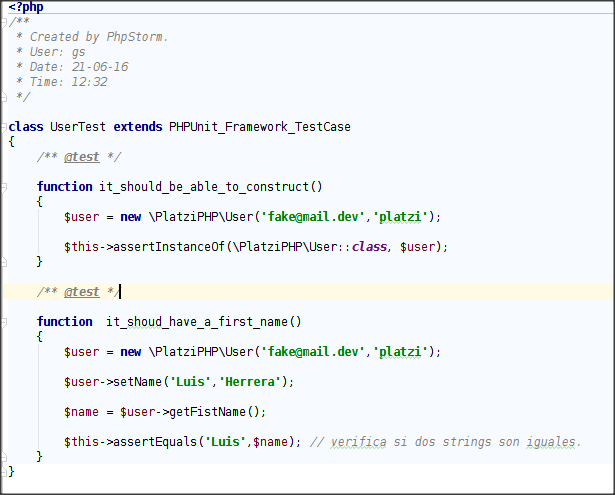 <?php
/**
 * Created by PhpStorm.
 * User: gs
 * Date: 21-06-16
 * Time: 12:32
 */
class UserTest extends PHPUnit_Framework_TestCase
{
    /** @test */
    function it_should_be_able_to_construct()
    {
        $user = new \PlatziPHP\User('fake@mail.dev','platzi');
        $this->assertInstanceOf(\PlatziPHP\User::class, $user);
    }
    /** @test */
    function  it_shoud_have_a_first_name()
    {
        $user = new \PlatziPHP\User('fake@mail.dev','platzi');
        $user->setName('Luis','Herrera');
        $name = $user->getFistName();
        $this->assertEquals('Luis',$name); // verifica si dos strings son iguales.
    }
}